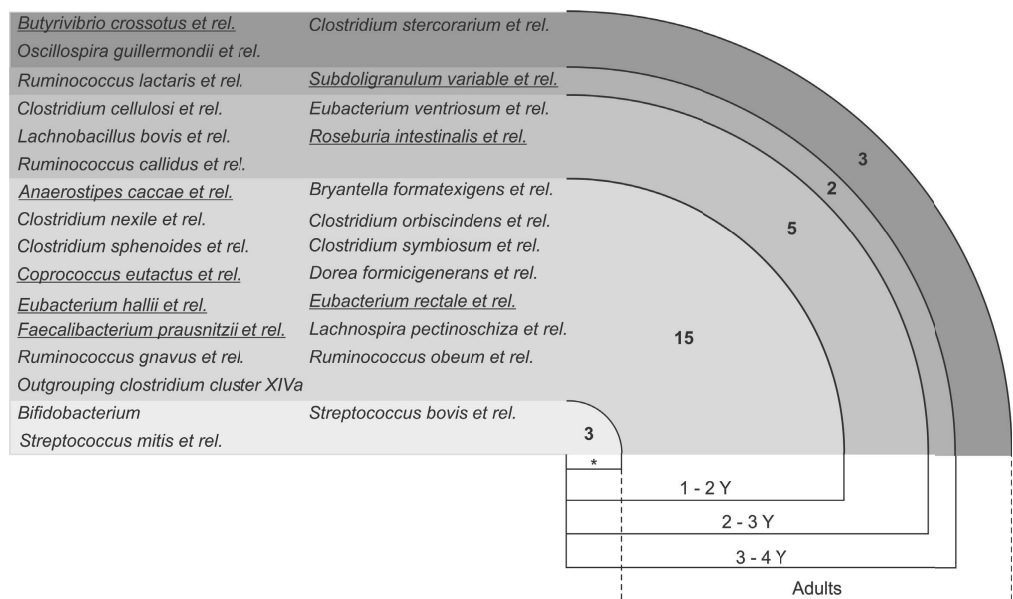 Butyrivibrio crossotus et rel. Clostridium stercorarium et rel.
Oscillospira guillermondii et rel.
Ruminococcus lactaris et rel. Subdoligranulum variable et rel.
Clostridium cellulosi et rel. Eubacterium ventriosum et rel.
Lachnobacillus bovis et rel. Roseburia intestinalis et rel.
Ruminococcus callidus et rel.
Anaerostipes caccae et rel. Bryantella formatexigens et rel.
Clostridium nexile et rel. Clostridium orbiscindens et rel.
Clostridium sphenoides et rel. Clostridium symbiosum et rel.
Coprococcus eutactus et rel. Dorea formicigenerans et rel.
Eubacterium hallii et rel. Eubacterium rectale et rel.
Faecalibacterium prausnitzii et rel. Lachnospira pectinoschiza et rel.
Ruminococcus gnavus et rel. Ruminococcus obeum et rel.
Outgrouping clostridium cluster XIVa
Bifidobacterium Streptococcus bovis et rel.
Streptococcus mitis et rel.
3
2
5
15
3
*
1 - 2 Y
2 - 3 Y
3 - 4 Y
Adults